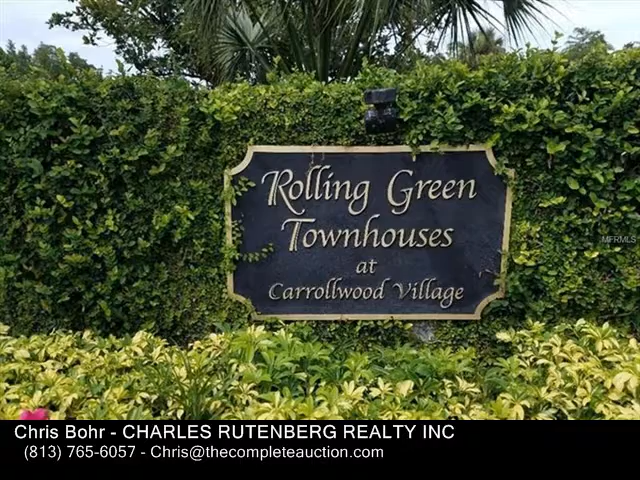 Rolling Green
Townhouses
at
Carrollwood Village
MFRMLS
Chris Bohr - CHARLES RUTENBERG REALTY INC
(813) 765-6057 - Chris@thecompleteauction.com